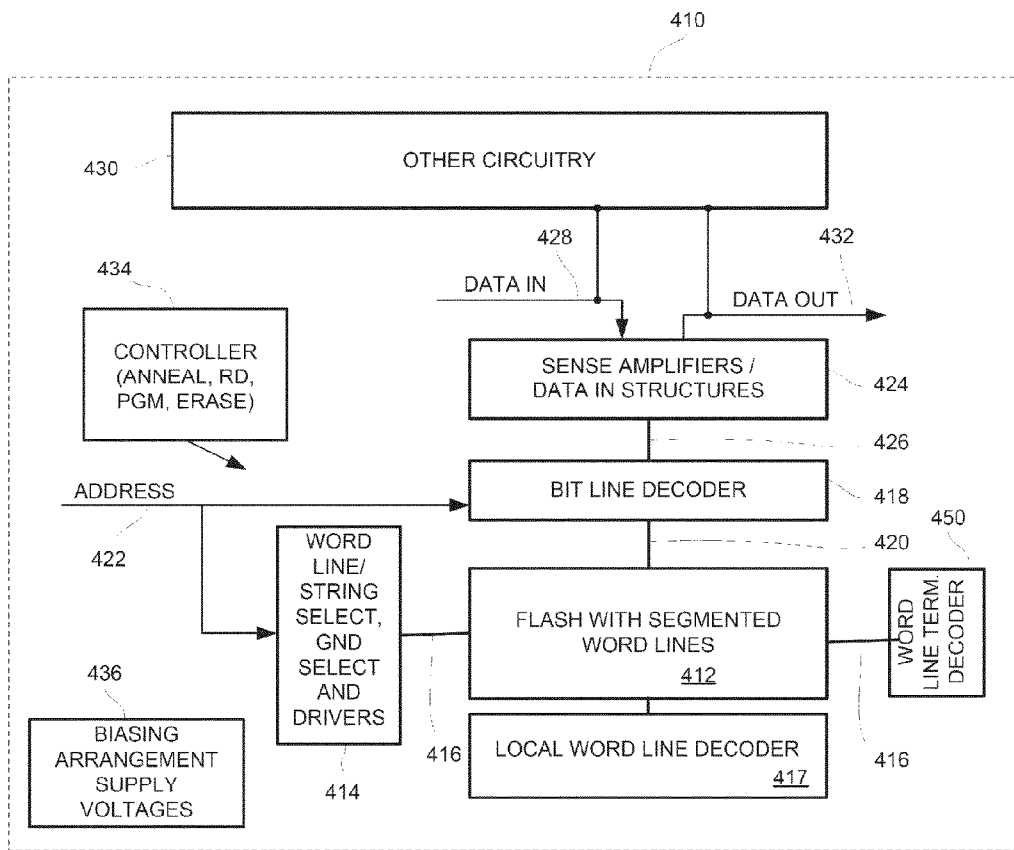 410
OTHER CIRCUITRY
430
428
432
DATA IN
DATA OUT
434
CONTROLLER
(ANNEAL, RD,
PGM, ERASE)
SENSE AMPLIFIERS /
DATA IN STRUCTURES
424
426
ADDRESS
422
BIT LINE DECODER
418
420
450
WORD
LINE/
STRING
SELECT,
GND
SELECT
AND
DRIVERS
414
416
FLASH WITH SEGMENTED
WORD LINES
412
WORD
LINE TERM.
DECODER
416
LOCAL WORD LINE DECODER
417
436
BIASING
ARRANGEMENT
SUPPLY
VOLTAGES